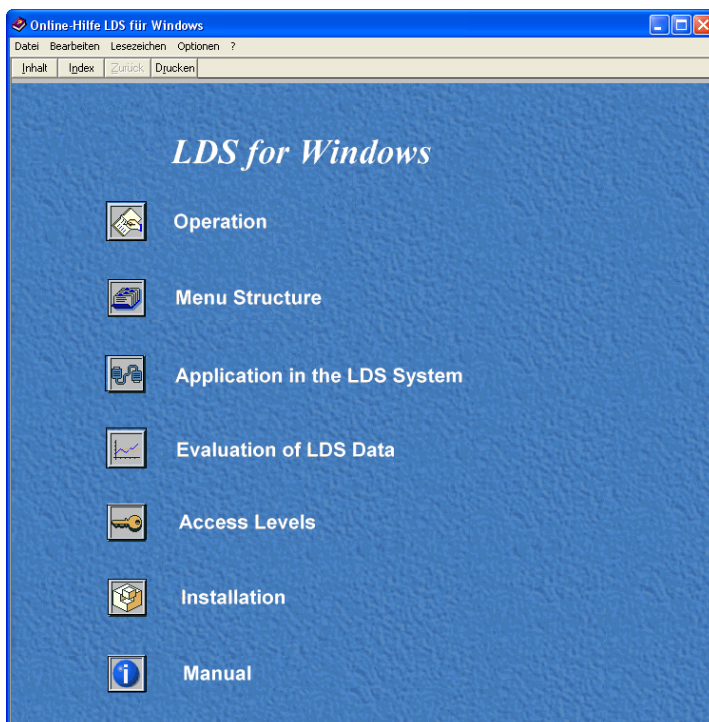 Online-Hilfe LDS für Windows
Datei Bearbeiten Lesezeichen Optionen ?
Inhalt Index Zurück Drucken
LDS for Windows
Operation
Menu Structure
Application in the LDS System
Evaluation of LDS Data
Access Levels
Installation
Manual